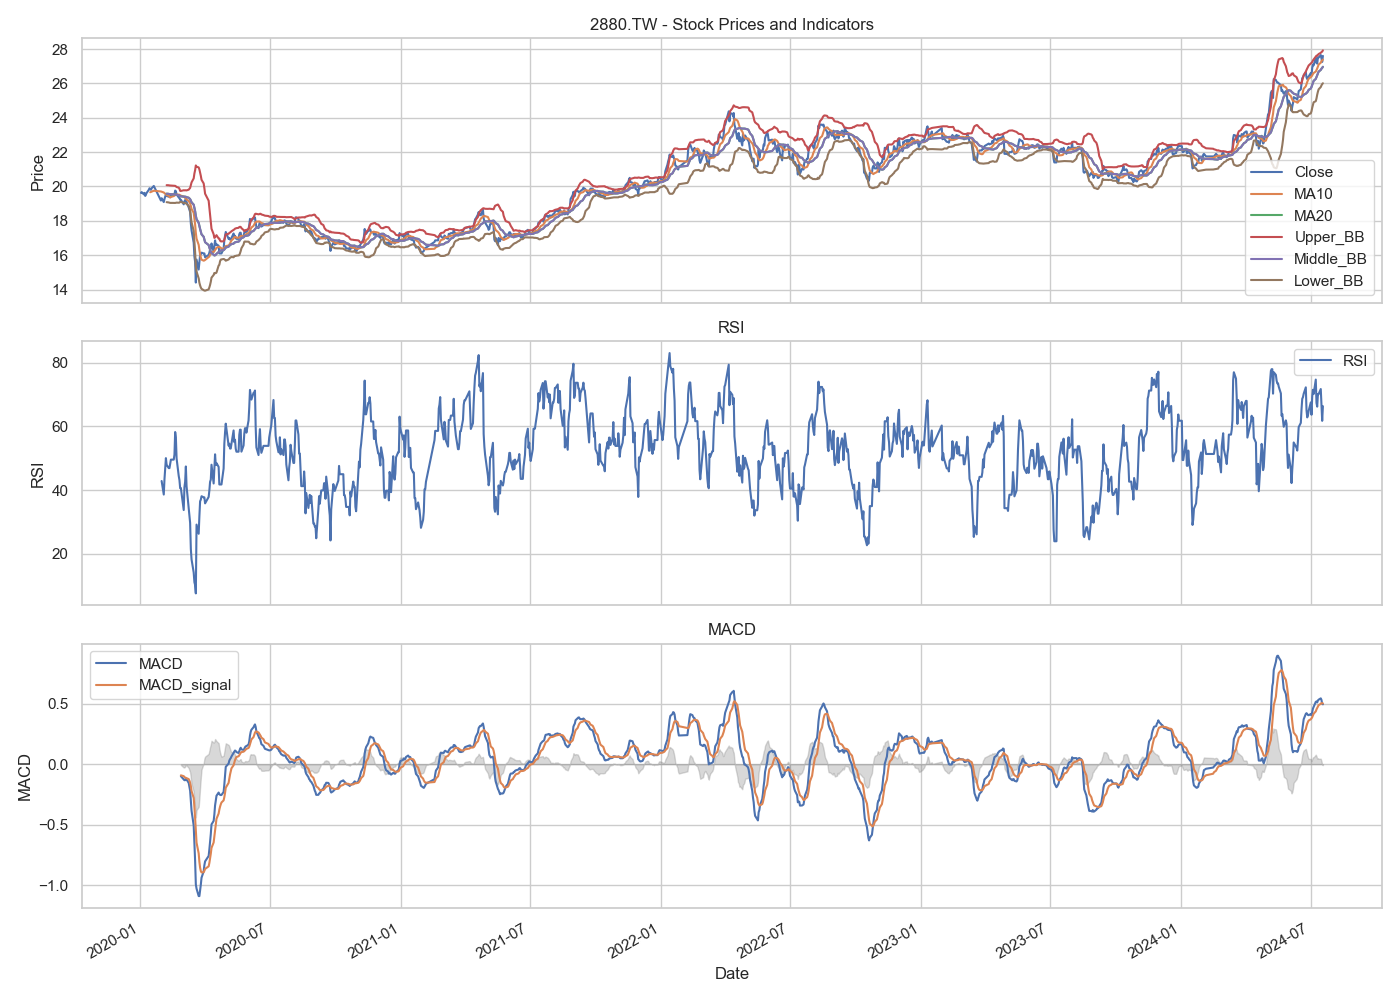 2880.TW - Stock Prices and Indicators
28
26
24
22
20
18
16
14
Price
Close
MA10
MA20
Upper_BB
Middle_BB
Lower_BB
RSI
80
60
40
20
RSI
RSI
MACD
0.5
0.0
−0.5
−1.0
MACD
MACD
MACD_signal
2020-01
2020-07
2021-01
2021-07
2022-01
2022-07
2023-01
2023-07
2024-01
2024-07
Date